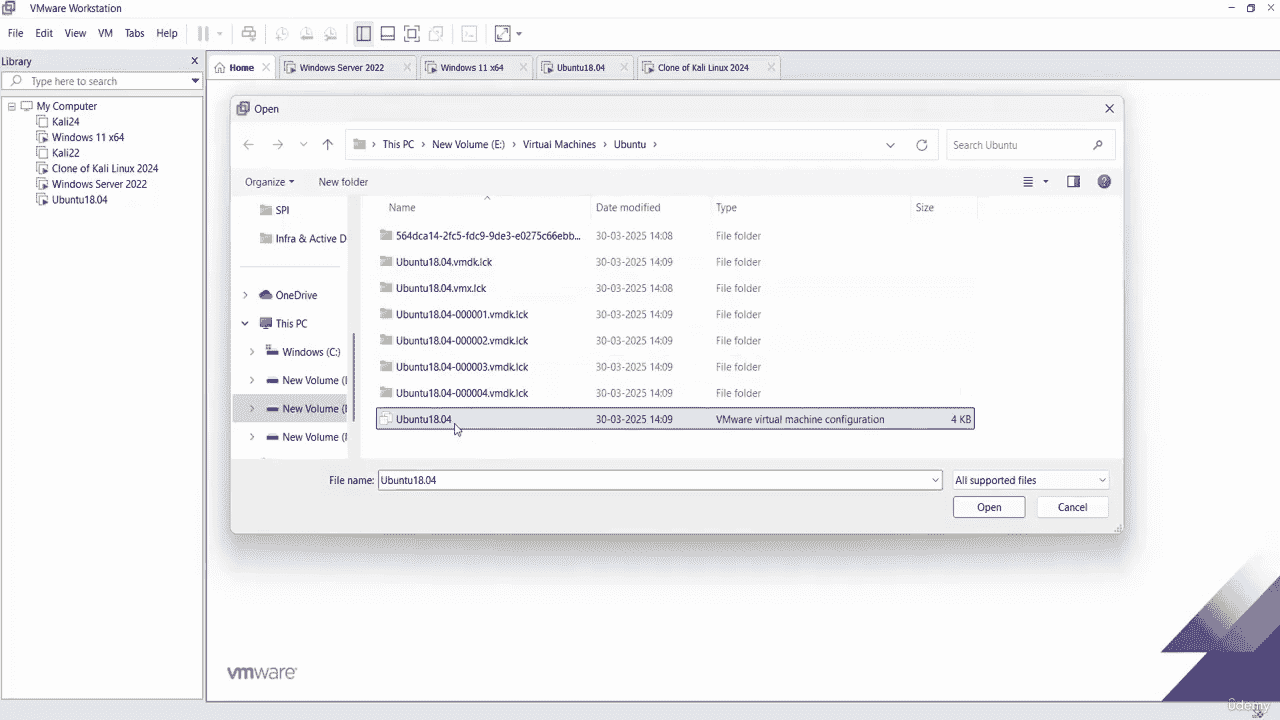 VMware Workstation
File Edit View VM Tabs Help
Library
Type here to search
My Computer
Kali24
Windows 11 x64
Kali22
Clone of Kali Linux 2024
Windows Server 2022
Ubuntu18.04
Home Windows Server 2022 Windows 11 x64 Ubuntu18.04 Clone of Kali Linux 2024
Open
This PC New Volume (E:) Virtual Machines Ubuntu
Search Ubuntu
Organize New folder
SPI
Infra & Active D
OneDrive
This PC
Windows (C:)
New Volume (
New Volume (
New Volume (
Name Date modified Type Size
564dca14-2fc5-fdc9-9de3-e0275c66ebb... 30-03-2025 14:08 File folder
Ubuntu18.04.vmdk.lck 30-03-2025 14:09 File folder
Ubuntu18.04.vmx.lck 30-03-2025 14:08 File folder
Ubuntu18.04-000001.vmdk.lck 30-03-2025 14:09 File folder
Ubuntu18.04-000002.vmdk.lck 30-03-2025 14:09 File folder
Ubuntu18.04-000003.vmdk.lck 30-03-2025 14:09 File folder
Ubuntu18.04-000004.vmdk.lck 30-03-2025 14:09 File folder
Ubuntu18.04 30-03-2025 14:09 VMware virtual machine configuration 4 KB
File name: Ubuntu18.04 All supported files
Open Cancel
vmware
ûdemy